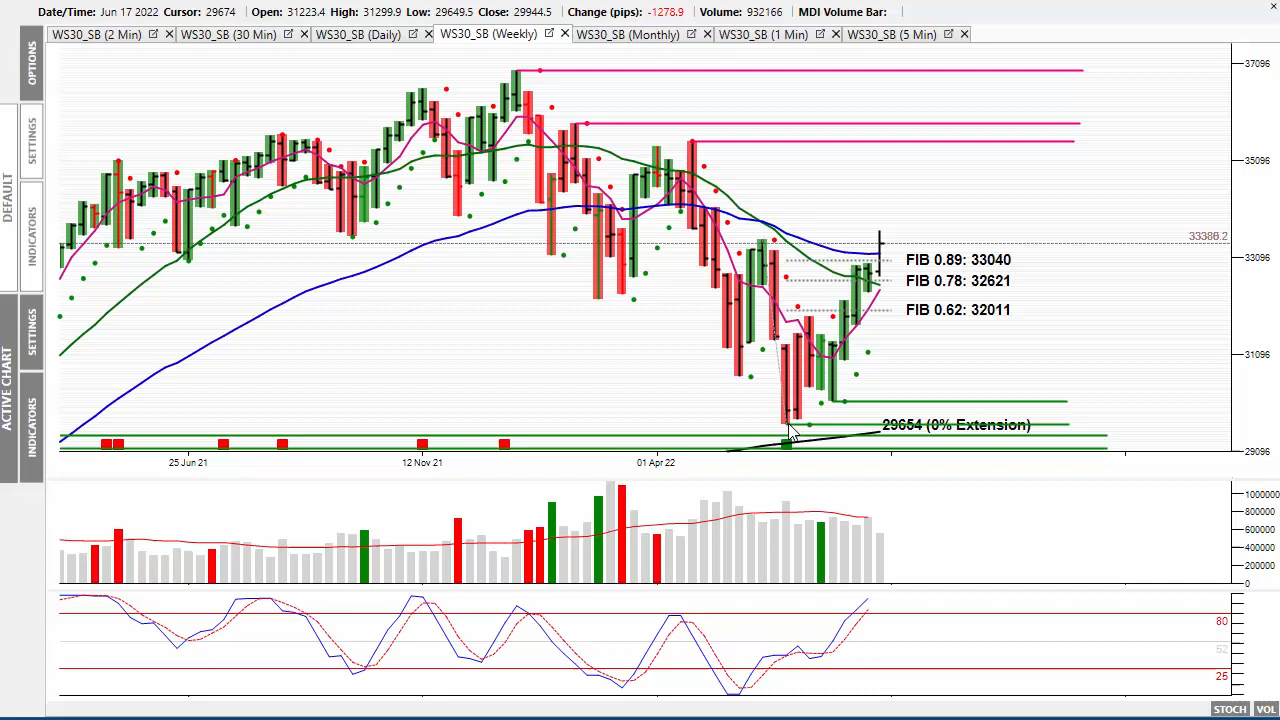 Date/Time: Jun 17 2022 Cursor: 29674 Open: 31223.4 High: 31299.9 Low: 29649.5 Close: 29944.5 Change (pips): -1278.9 Volume: 932166 MDI Volume Bar:
WS30_SB (2 Min) WS30_SB (30 Min) WS30_SB (Daily) WS30_SB (Weekly) WS30_SB (Monthly) WS30_SB (1 Min) WS30_SB (5 Min)
OPTIONS
SETTINGS
INDICATORS
DEFAULT
SETTINGS
INDICATORS
ACTIVE CHART
37096
35096
33386.2
33096
31096
29096
FIB 0.89: 33040
FIB 0.78: 32621
FIB 0.62: 32011
29654 (0% Extension)
25 Jun 21 12 Nov 21 01 Apr 22
1000000
800000
600000
400000
200000
0
80
52
25
STOCH VOL